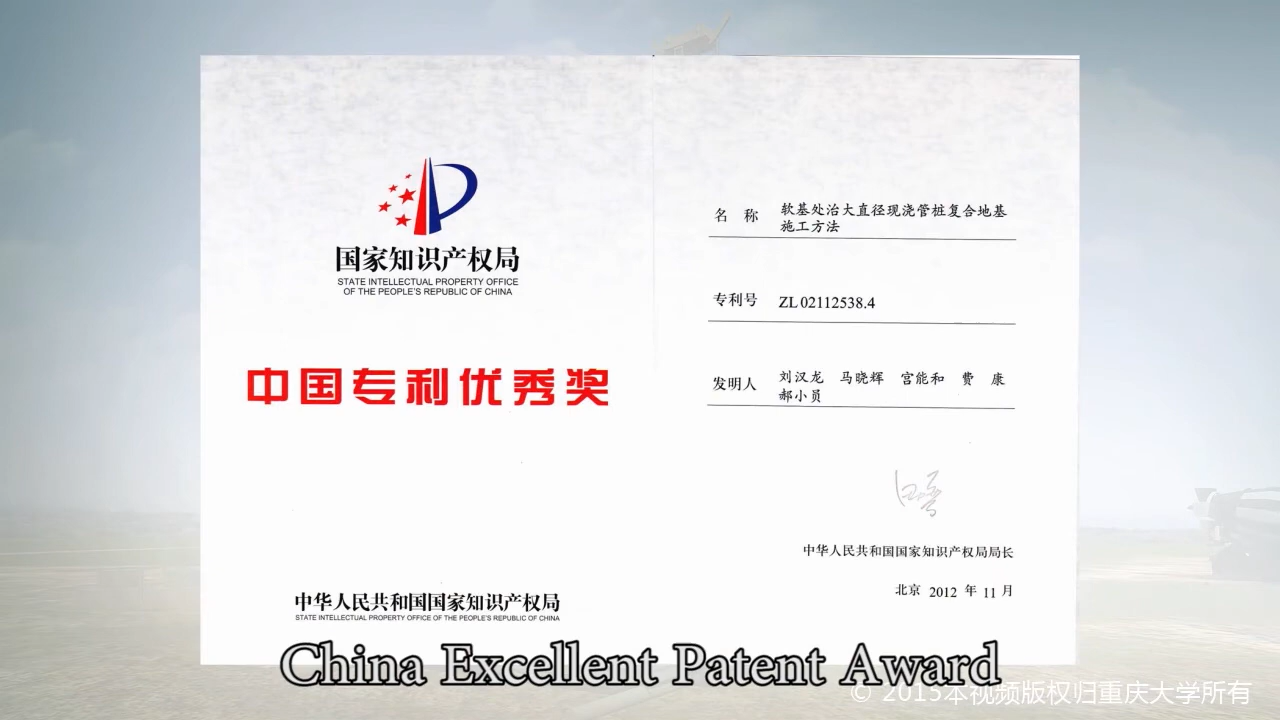 国家知识产权局
STATE INTELLECTUAL PROPERTY OFFICE
OF THE PEOPLE'S REPUBLIC OF CHINA
中国专利优秀奖
中华人民共和国国家知识产权局
STATE INTELLECTUAL PROPERTY OFFICE OF THE PEOPLE'S REPUBLIC OF CHINA
名 称 软基处治大直径现浇管桩复合地基
施工方法
专利号 ZL 02112538.4
发明人 刘汉龙 马晓辉 宫能和 费 康
郝小员
中华人民共和国国家知识产权局局长
北京 2012 年 11 月
China Excellent Patent Award
© 2015本视频版权归重庆大学所有